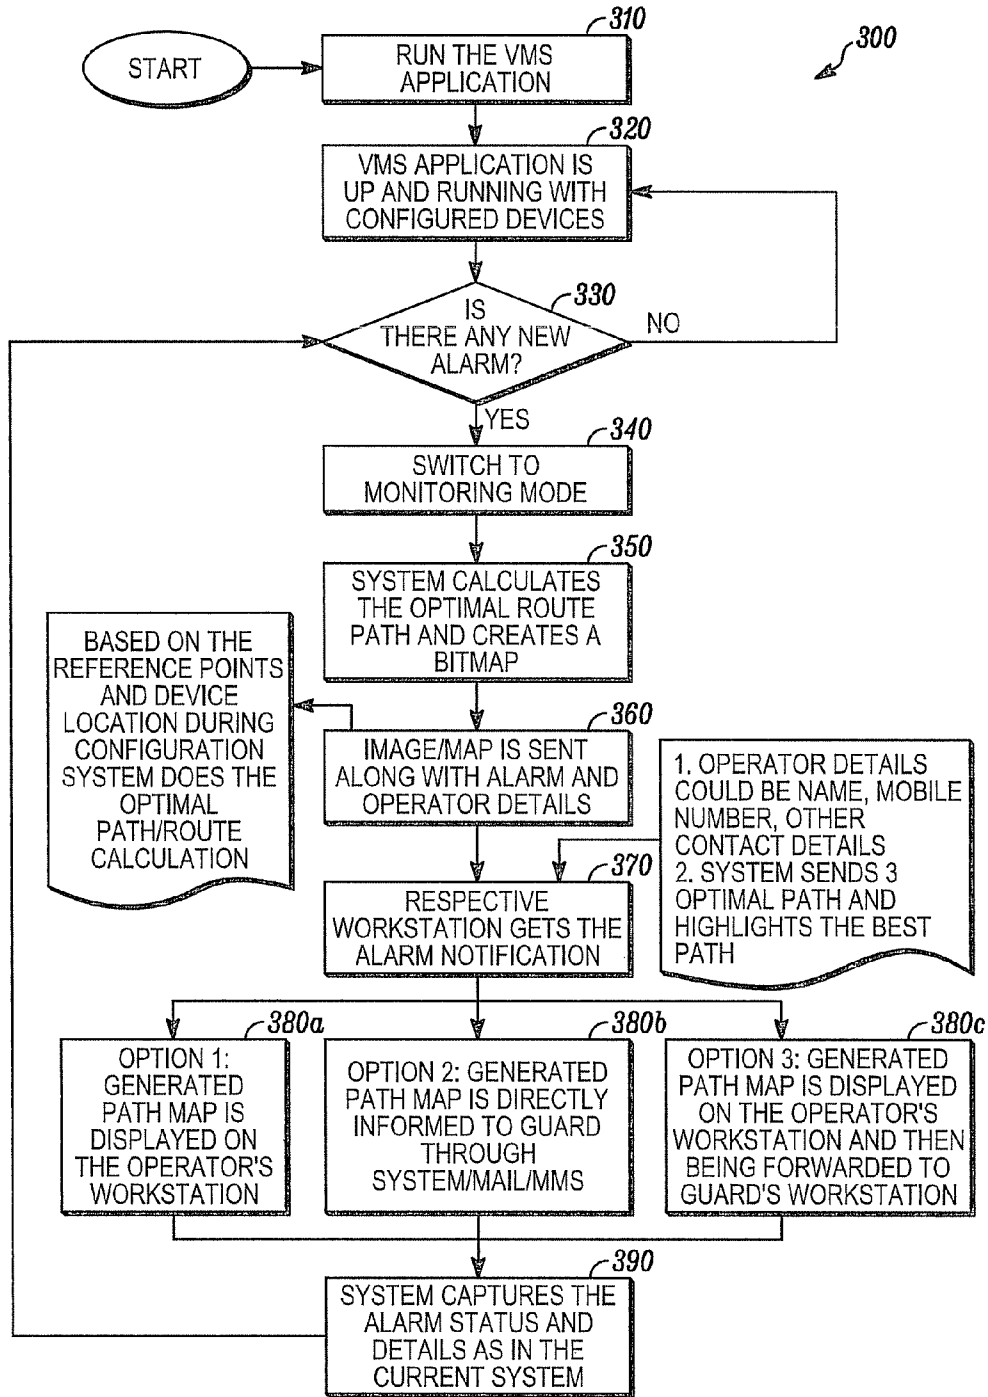 310
300
START
RUN THE VMS
APPLICATION
320
VMS APPLICATION IS
UP AND RUNNING WITH
CONFIGURED DEVICES
330
IS
THERE ANY NEW
ALARM?
NO
YES
340
SWITCH TO
MONITORING MODE
350
SYSTEM CALCULATES
THE OPTIMAL ROUTE
PATH AND CREATES A
BITMAP
BASED ON THE
REFERENCE POINTS
AND DEVICE
LOCATION DURING
CONFIGURATION
SYSTEM DOES THE
OPTIMAL
PATH/ROUTE
CALCULATION
360
IMAGE/MAP IS SENT
ALONG WITH ALARM AND
OPERATOR DETAILS
1. OPERATOR DETAILS
COULD BE NAME, MOBILE
NUMBER, OTHER
CONTACT DETAILS
2. SYSTEM SENDS 3
OPTIMAL PATH AND
HIGHLIGHTS THE BEST
PATH
370
RESPECTIVE
WORKSTATION GETS THE
ALARM NOTIFICATION
380a
OPTION 1:
GENERATED
PATH MAP IS
DISPLAYED ON
THE OPERATOR'S
WORKSTATION
380b
OPTION 2: GENERATED
PATH MAP IS DIRECTLY
INFORMED TO GUARD
THROUGH
SYSTEM/MAIL/MMS
380c
OPTION 3: GENERATED
PATH MAP IS DISPLAYED
ON THE OPERATOR'S
WORKSTATION AND THEN
BEING FORWARDED TO
GUARD'S WORKSTATION
390
SYSTEM CAPTURES THE
ALARM STATUS AND
DETAILS AS IN THE
CURRENT SYSTEM